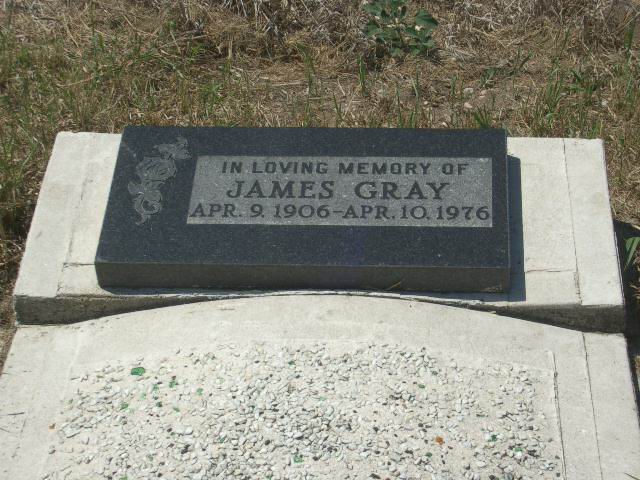 IN LOVING MEMORY OF
JAMES GRAY
APR. 9. 1906-APR. 10. 1976